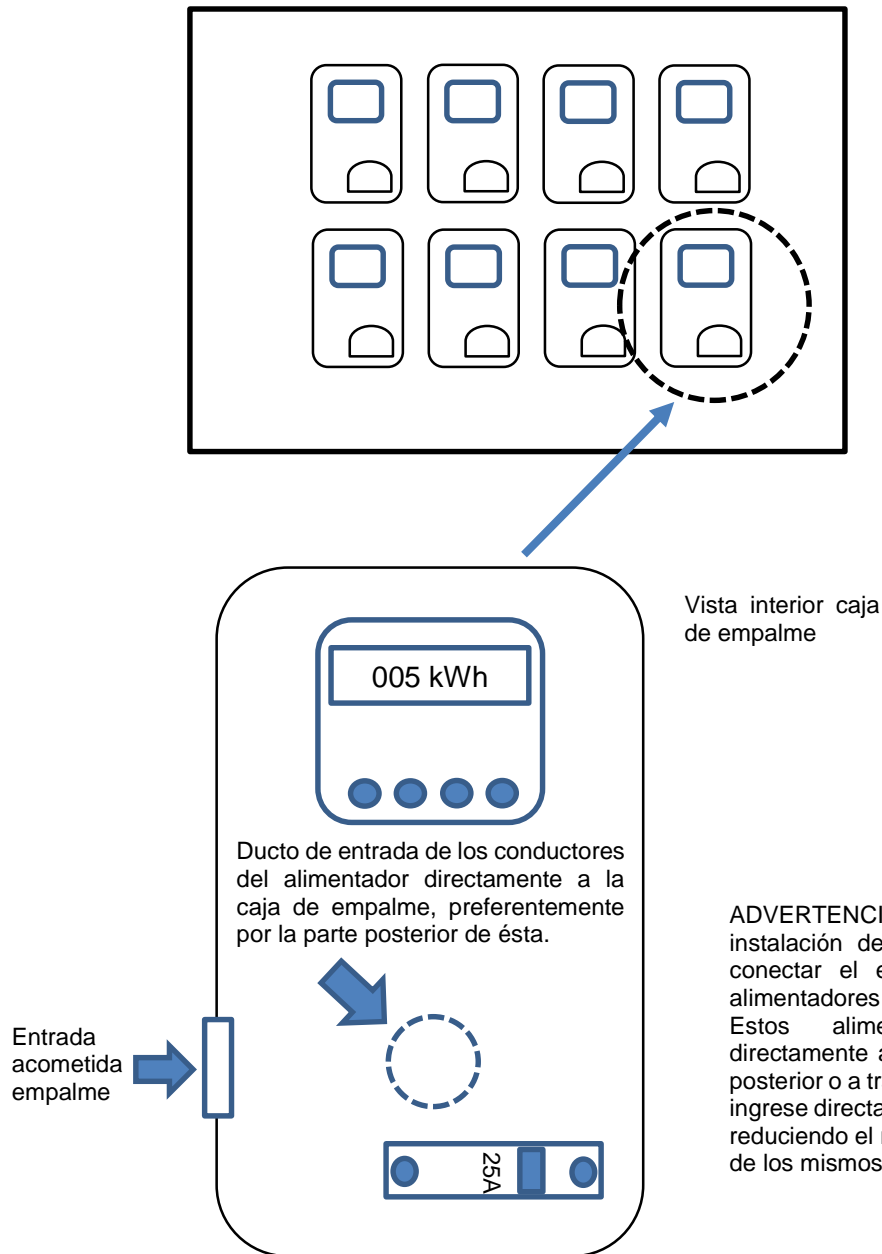 Vista interior caja
de empalme
005 kWh
Ducto de entrada de los conductores
del alimentador directamente a la
caja de empalme, preferentemente
por la parte posterior de ésta.
Entrada
acometida
empalme
25A
instalación de
conectar el
alimentadores
Estos
directamente
posterior o a
ingrese
reduciendo el
de los mismos